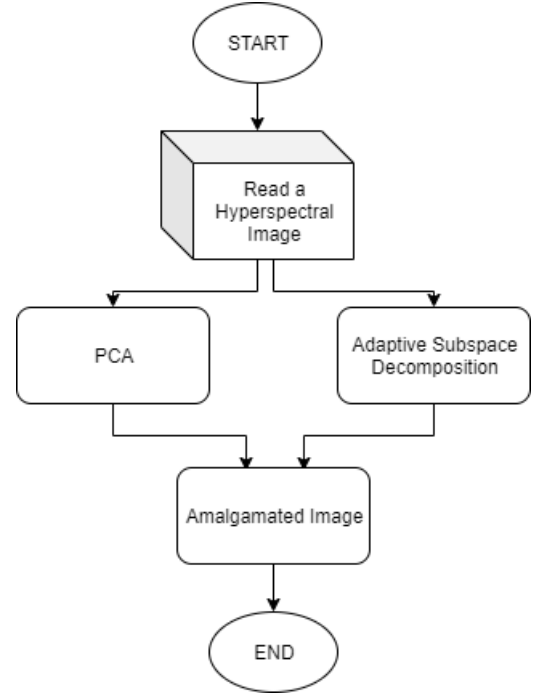 START
Read a
Hyperspectral
Image
PCA
Adaptive Subspace
Decomposition
Amalgamated Image
END